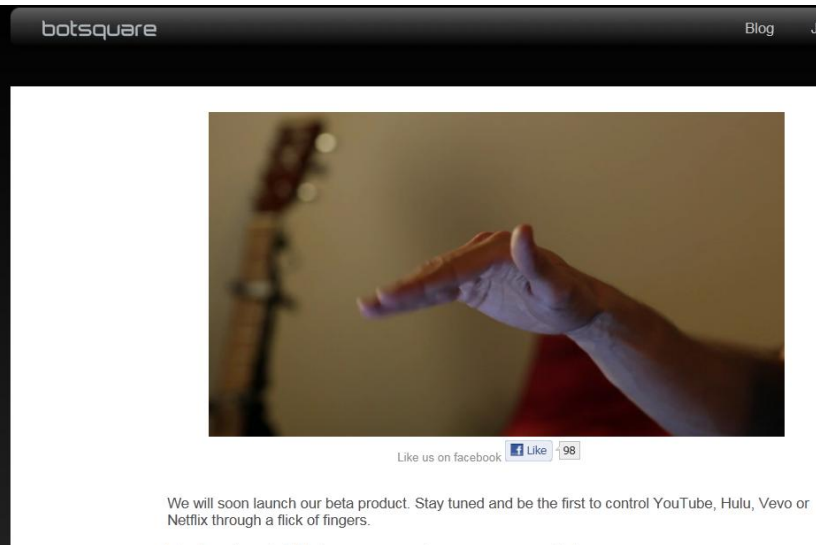 botsquare
Blog
Like us on facebook Like 98
We will soon launch our beta product. Stay tuned and be the first to control YouTube, Hulu, Vevo or
Netflix through a flick of fingers.